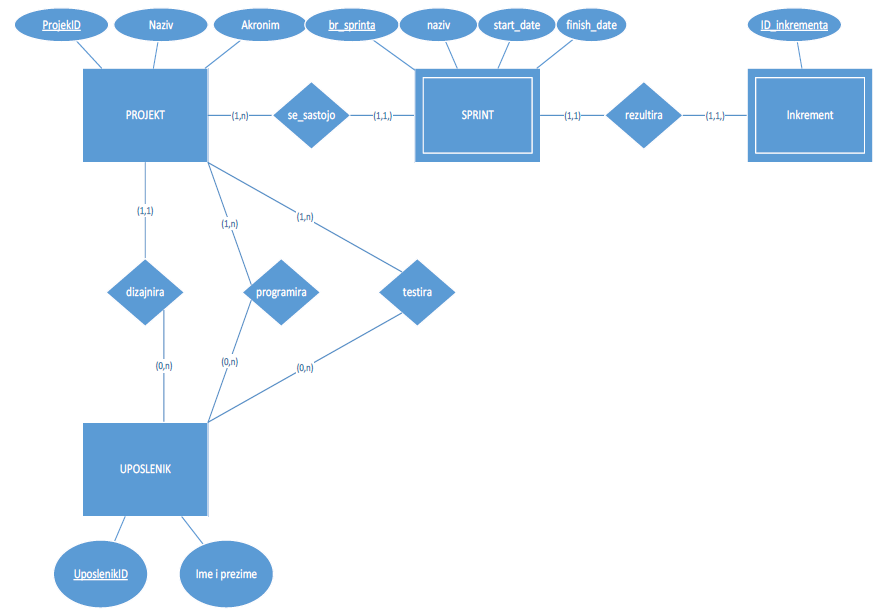 ProjekID
Naziv
Akronim
br_sprinta
naziv
start_date
finish_date
ID_inkrementa
PROJEKT
(1,n)
se_sastojo
(1,1,)
SPRINT
(1,1)
rezultira
(1,1,)
Inkrement
(1,1)
(1,n)
(1,n)
dizajnira
programira
testira
(0,n)
(0,n)
(0,n)
UPOSLENIK
UposlenikID
Ime i prezime